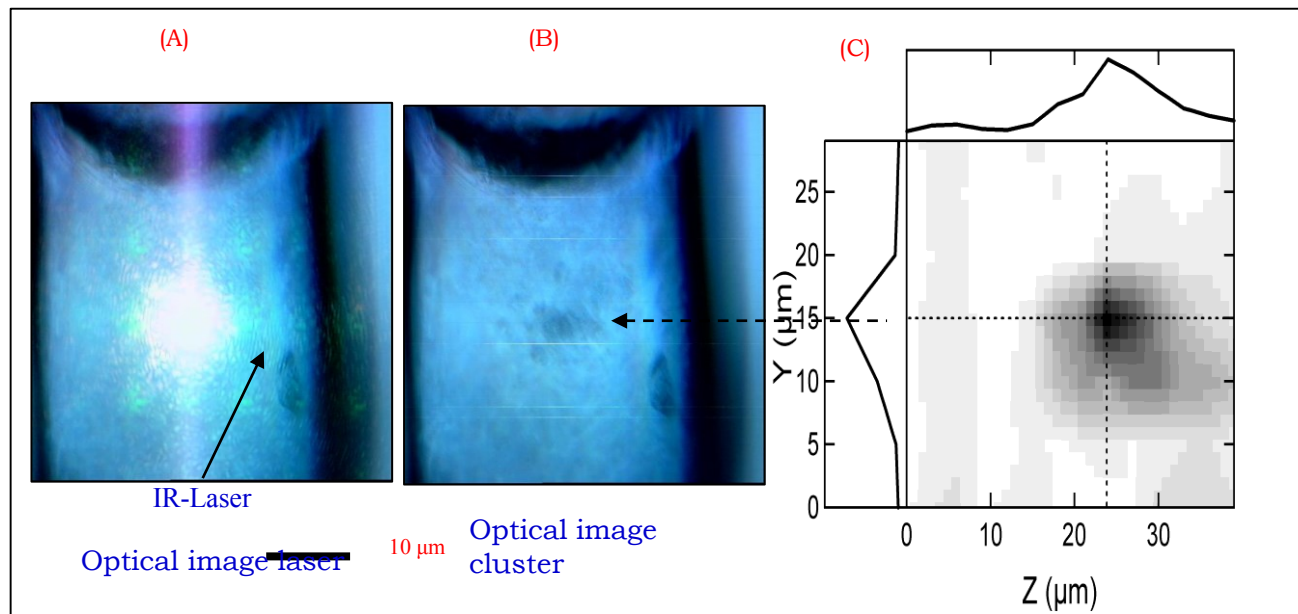 (A)
(B)
(C)
IR-Laser
Optical image laser
10 μm
Optical image
cluster
Y (μm)
25
20
15
10
5
0
0
10
20
30
Z (μm)